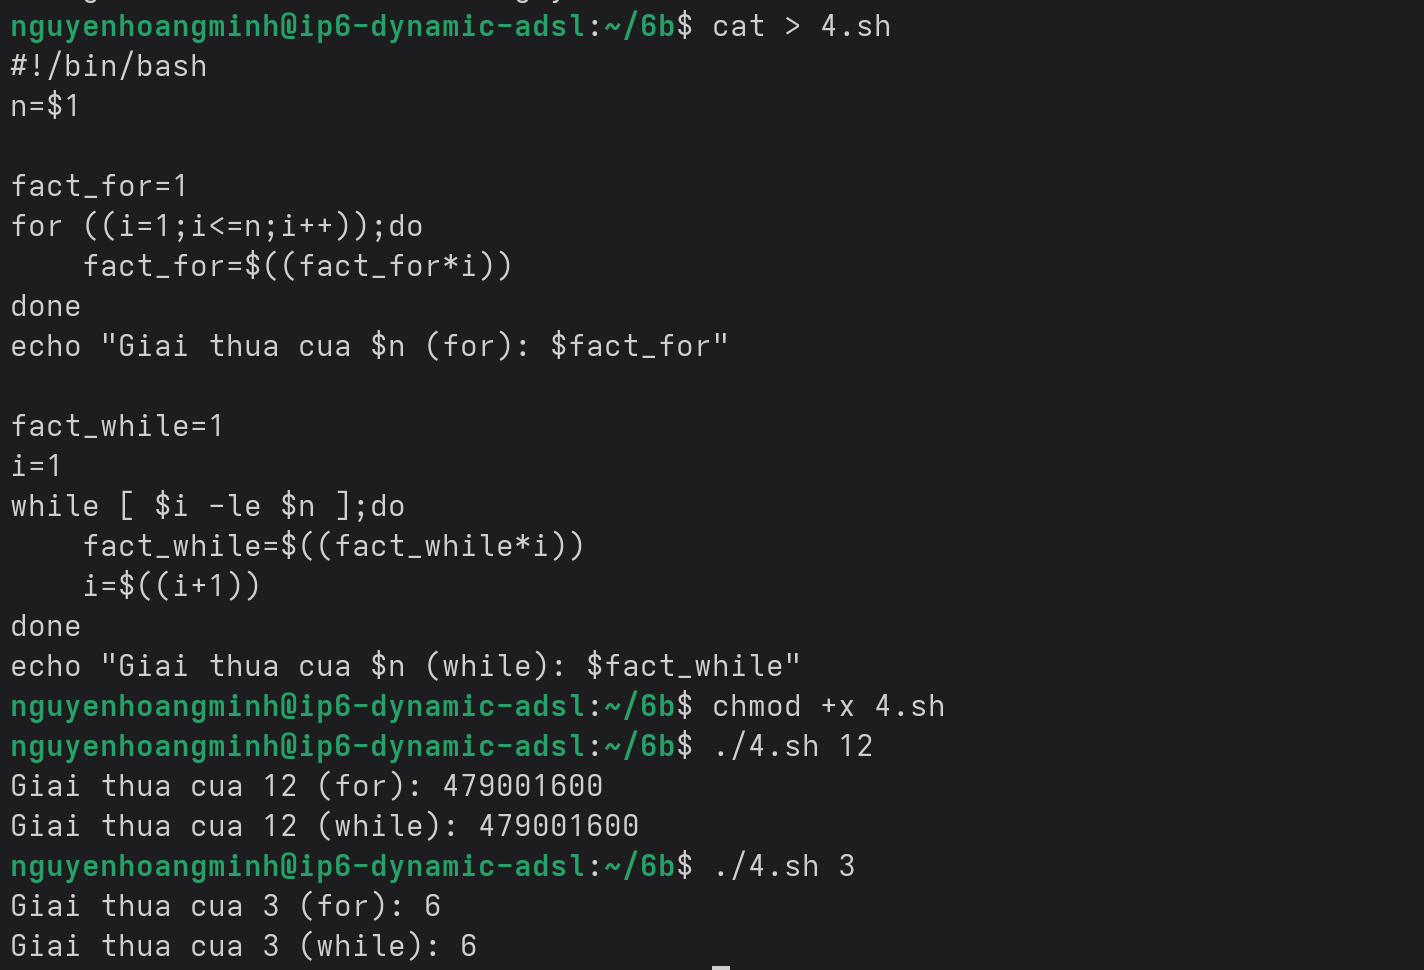 nguyenhoangminh@ip6-dynamic-adsl:~/6b$ cat > 4.sh
#!/bin/bash
n=$1

fact_for=1
for ((i=1;i<=n;i++));do
    fact_for=$((fact_for*i))
done
echo "Giai thua cua $n (for): $fact_for"

fact_while=1
i=1
while [ $i -le $n ];do
    fact_while=$((fact_while*i))
    i=$((i+1))
done
echo "Giai thua cua $n (while): $fact_while"
nguyenhoangminh@ip6-dynamic-adsl:~/6b$ chmod +x 4.sh
nguyenhoangminh@ip6-dynamic-adsl:~/6b$ ./4.sh 12
Giai thua cua 12 (for): 479001600
Giai thua cua 12 (while): 479001600
nguyenhoangminh@ip6-dynamic-adsl:~/6b$ ./4.sh 3
Giai thua cua 3 (for): 6
Giai thua cua 3 (while): 6